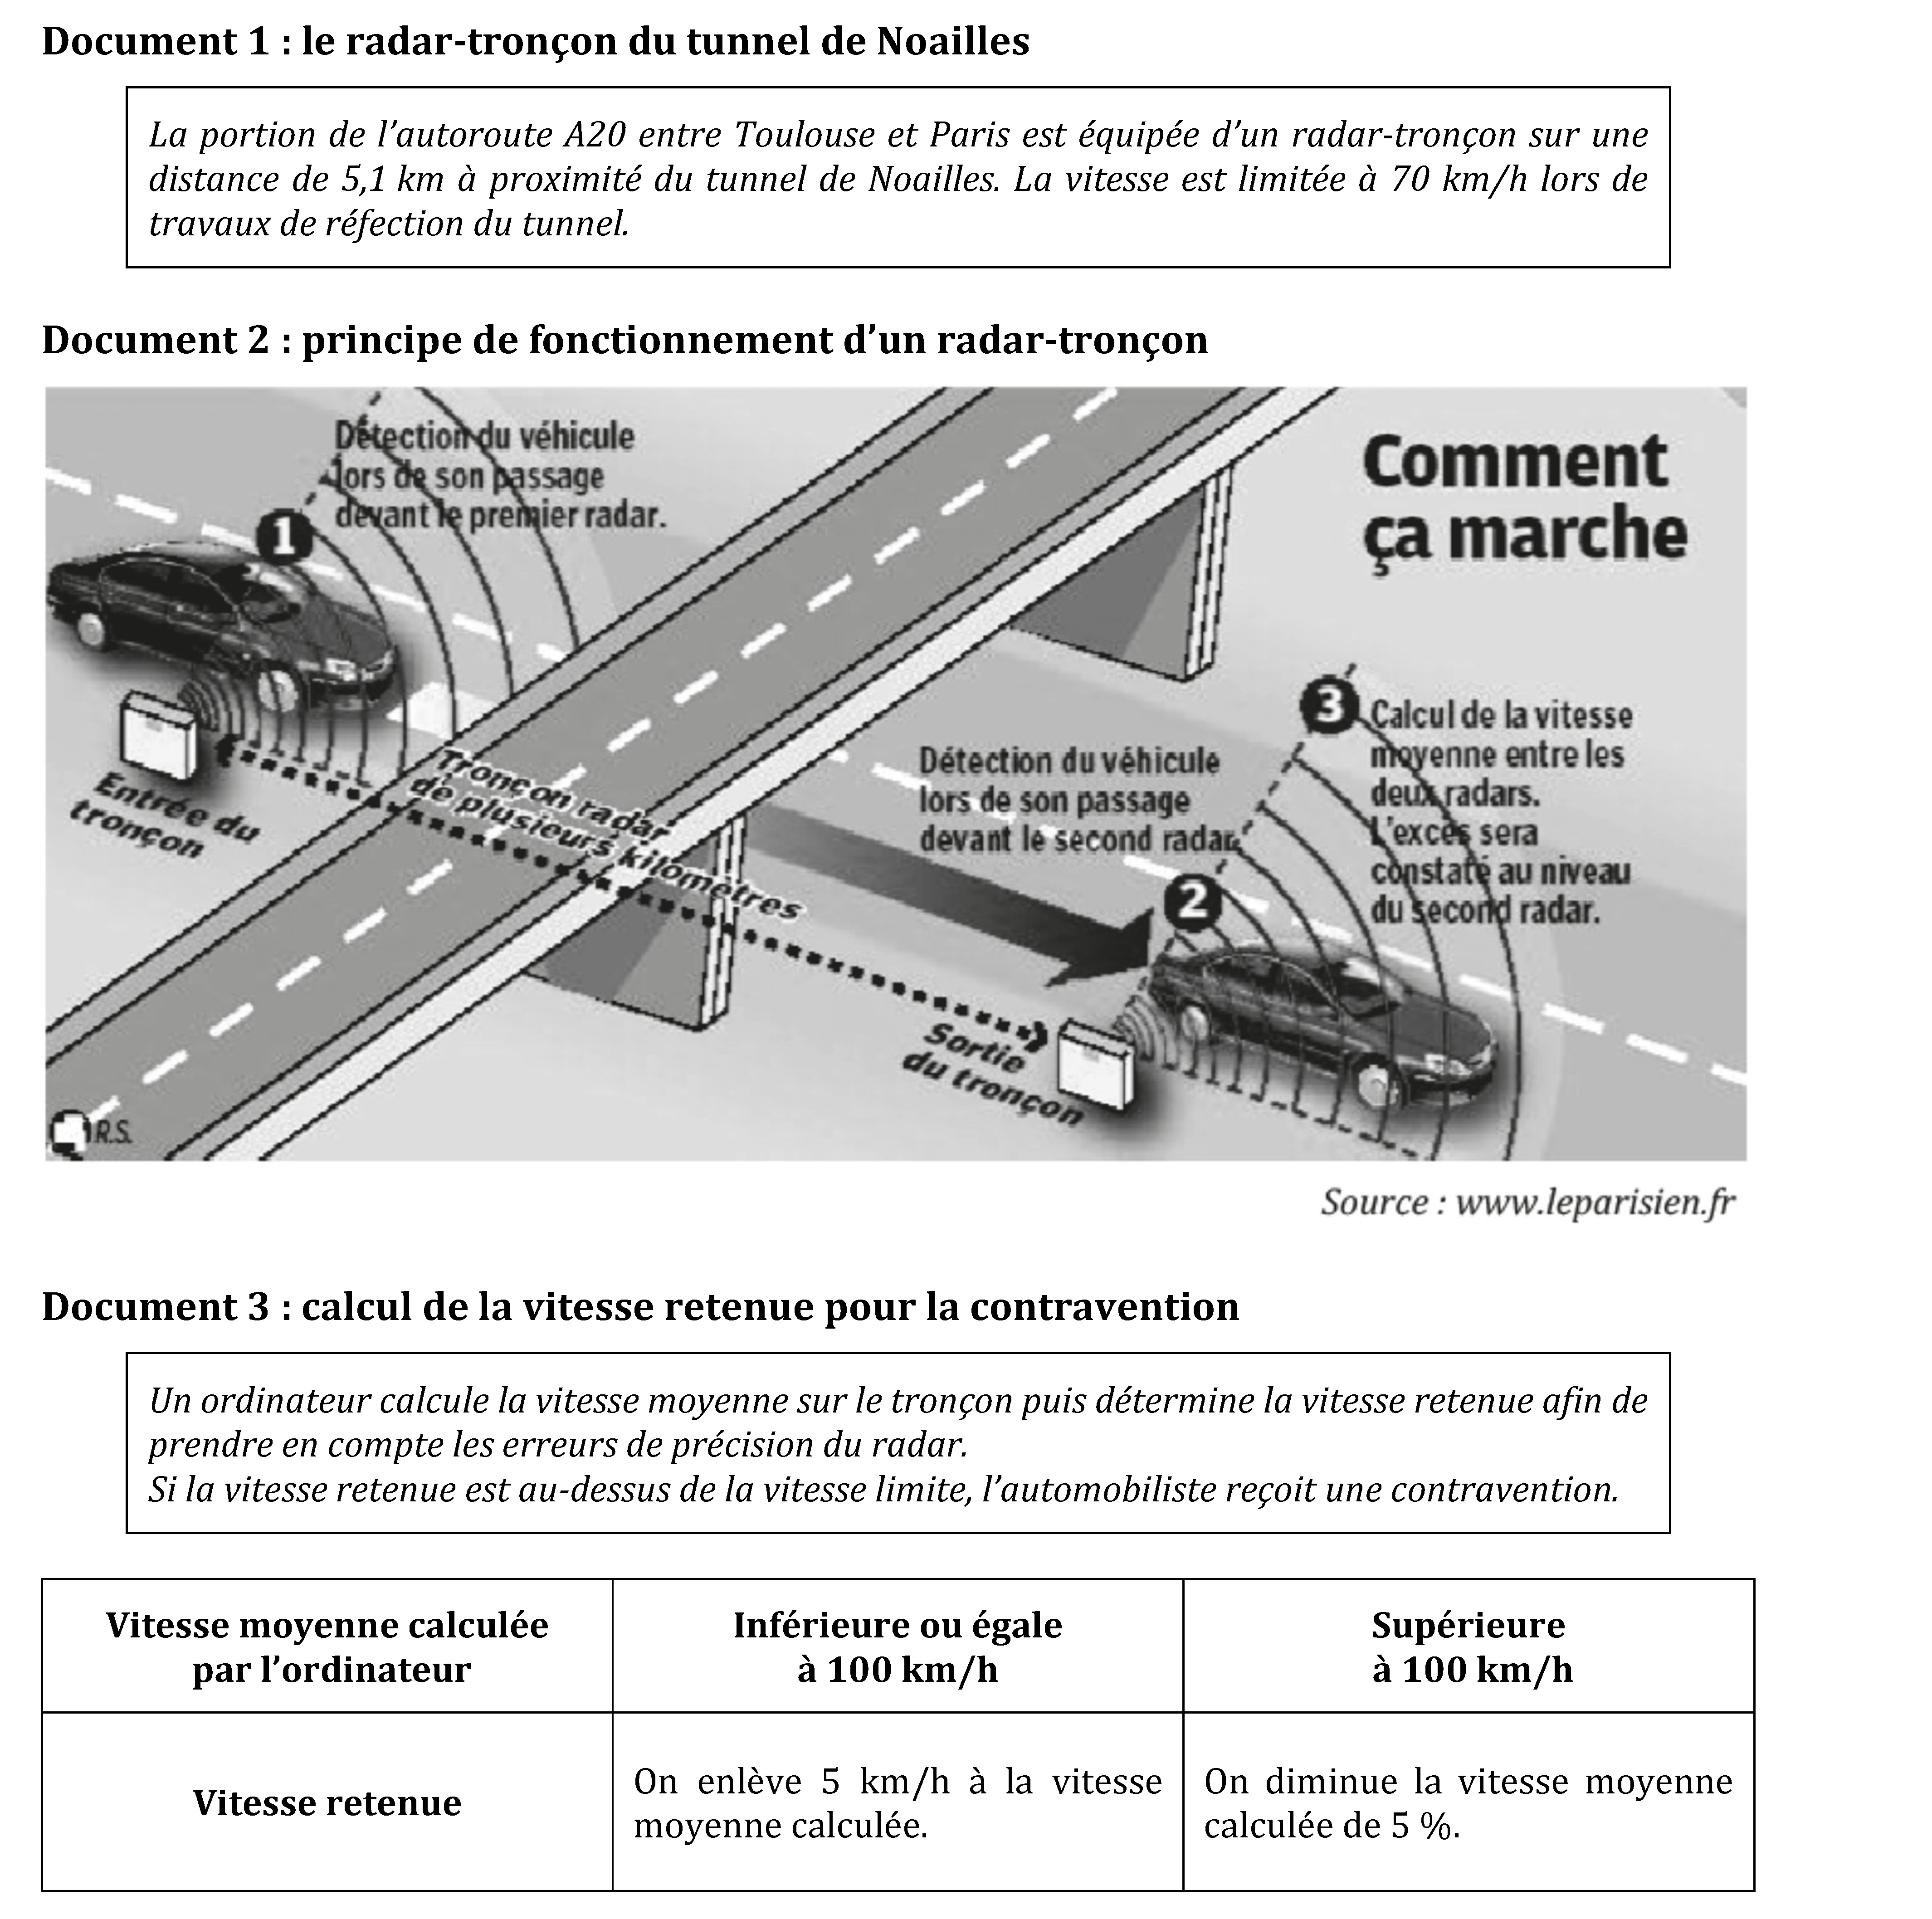 Document 1 : le radar-tronçon du tunnel de Noailles
La portion de l’autoroute A20 entre Toulouse et Paris est équipée d’un radar-tronçon sur une
distance de 5,1 km à proximité du tunnel de Noailles. La vitesse est limitée à 70 km/h lors de
travaux de réfection du tunnel.
Document 2 : principe de fonctionnement d’un radar-tronçon
Détection du véhicule
lors de son passage
devant le premier radar.
1
Comment
ça marche
Entrée du
tronçon
Tronçon radar
de plusieurs kilomètres
Détection du véhicule
lors de son passage
devant le second radar.
2
3
Calcul de la vitesse
moyenne entre les
deux radars.
L'excès sera
constaté au niveau
du second radar.
Sortie
du tronçon
R.S.
Source : www.leparisien.fr
Document 3 : calcul de la vitesse retenue pour la contravention
Un ordinateur calcule la vitesse moyenne sur le tronçon puis détermine la vitesse retenue afin de
prendre en compte les erreurs de précision du radar.
Si la vitesse retenue est au-dessus de la vitesse limite, l’automobiliste reçoit une contravention.
Vitesse moyenne calculée
par l’ordinateur
Inférieure ou égale
à 100 km/h
Supérieure
à 100 km/h
Vitesse retenue
On enlève 5 km/h à la vitesse
moyenne calculée.
On diminue la vitesse moyenne
calculée de 5 %.